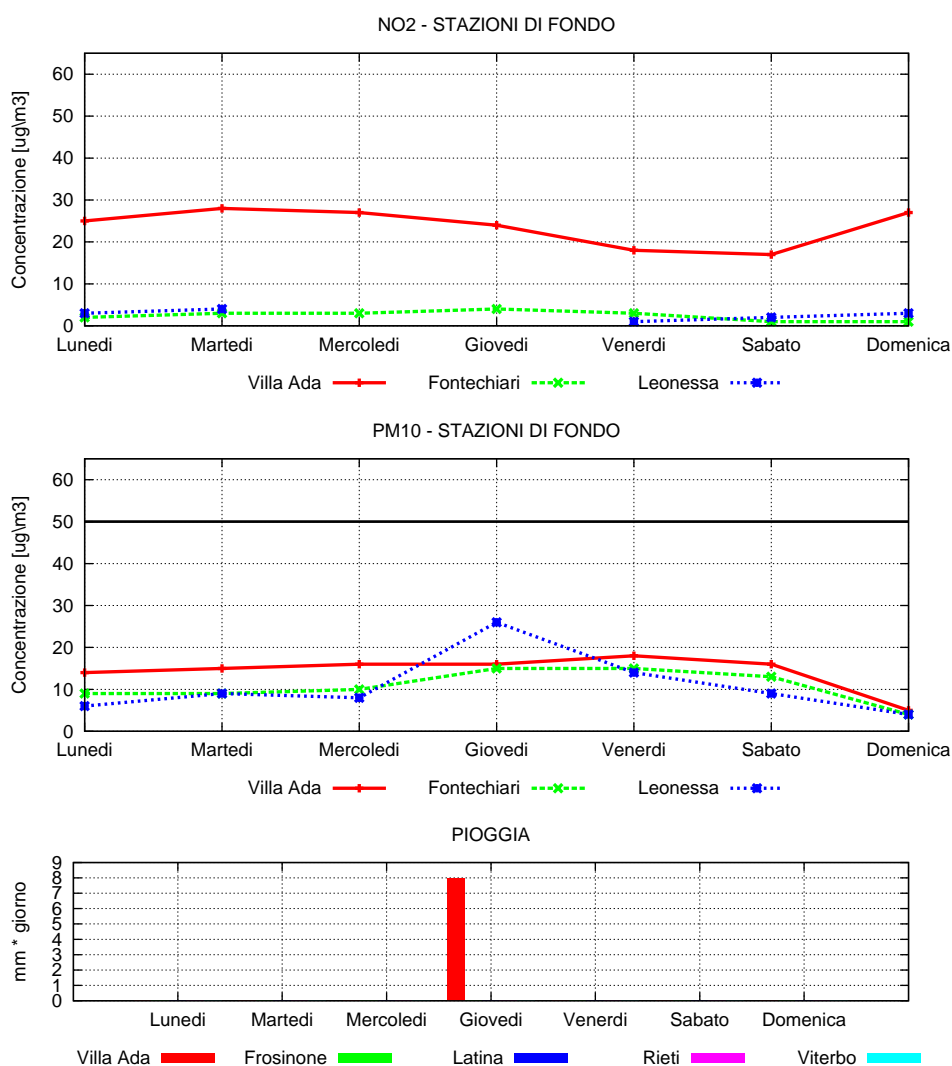 NO2 - STAZIONI DI FONDO
Concentrazione [ug\m3]
60
50
40
30
20
10
0
Lunedi Martedi Mercoledi Giovedi Venerdi Sabato Domenica
Villa Ada Fontechiari Leonessa
PM10 - STAZIONI DI FONDO
Concentrazione [ug\m3]
60
50
40
30
20
10
0
Lunedi Martedi Mercoledi Giovedi Venerdi Sabato Domenica
Villa Ada Fontechiari Leonessa
PIOGGIA
mm * giorno
9
8
7
6
5
4
3
2
1
0
Lunedi Martedi Mercoledi Giovedi Venerdi Sabato Domenica
Villa Ada Frosinone Latina Rieti Viterbo